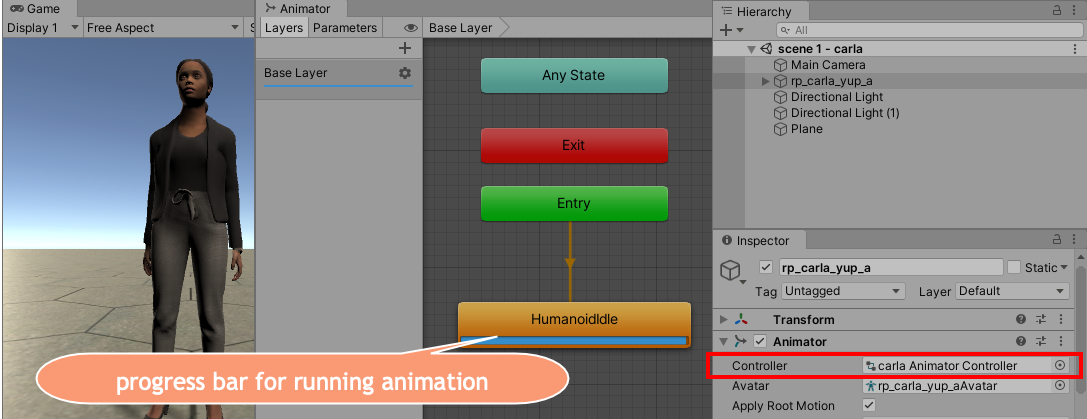 Game
Display 1
Free Aspect
S
Animator
Layers
Parameters
Base Layer
Base Layer
Any State
Exit
Entry
HumanoidIdle
progress bar for running animation
Hierarchy
All
scene 1 - carla
Main Camera
rp_carla_yup_a
Directional Light
Directional Light (1)
Plane
Inspector
rp_carla_yup_a
Static
Tag Untagged
Layer Default
Transform
Animator
Controller carla Animator Controller
Avatar rp_carla_yup_aAvatar
Apply Root Motion